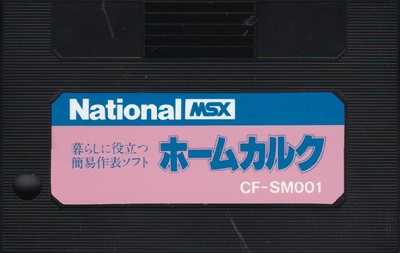 National MSX
暮らしに役立つ
簡易作表ソフト
ホームカルク
CF-SM001